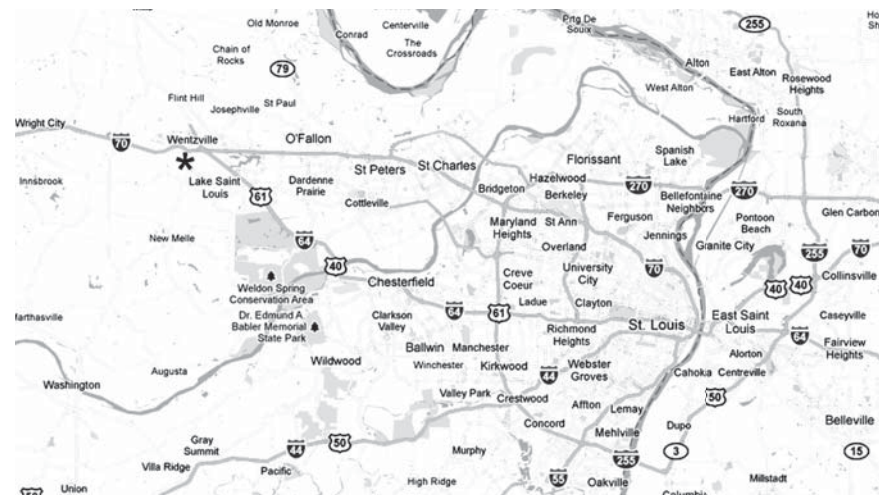 Old Monroe
Conrad
Centerville
The
Crossroads
Prtg De
Soiux
255
Chain of
Rocks
79
Alton
East Alton
Rosewood
Heights
West Alton
Flint Hill
Josephville
St Paul
Hartford
South
Roxana
Wright City
70
Wentzville
O'Fallon
*
St Peters
St Charles
Florissant
Spanish
Lake
Innsbrook
Lake Saint
Louis
61
Dardenne
Prairie
Cottleville
Bridgeton
Hazelwood
Berkeley
270
Bellefontaine
Neighbors
270
New Melle
64
Maryland
Heights
St Ann
Ferguson
Jennings
Pontoon
Beach
Glen Carbon
Overland
Granite City
255
70
40
Weldon Spring
Conservation Area
Chesterfield
Creve
Coeur
University
City
70
40
40
Collinsville
Ladue
Clayton
arthasville
Dr. Edmund A.
Babler Memorial
State Park
Clarkson
Valley
64
61
Richmond
Heights
St. Louis
East Saint
Louis
Caseyville
64
Fairview
Heights
Wildwood
Ballwin
Manchester
Winchester
Kirkwood
Webster
Groves
Alorton
Centreville
Cahoka
Washington
Augusta
44
Valley Park
Crestwood
Affton
Lemay
50
Concord
Mehlville
Dupo
Belleville
Gray
Summit
44
50
Villa Ridge
Pacific
Murphy
255
3
15
Union
High Ridge
55
Oakville
Millstadt